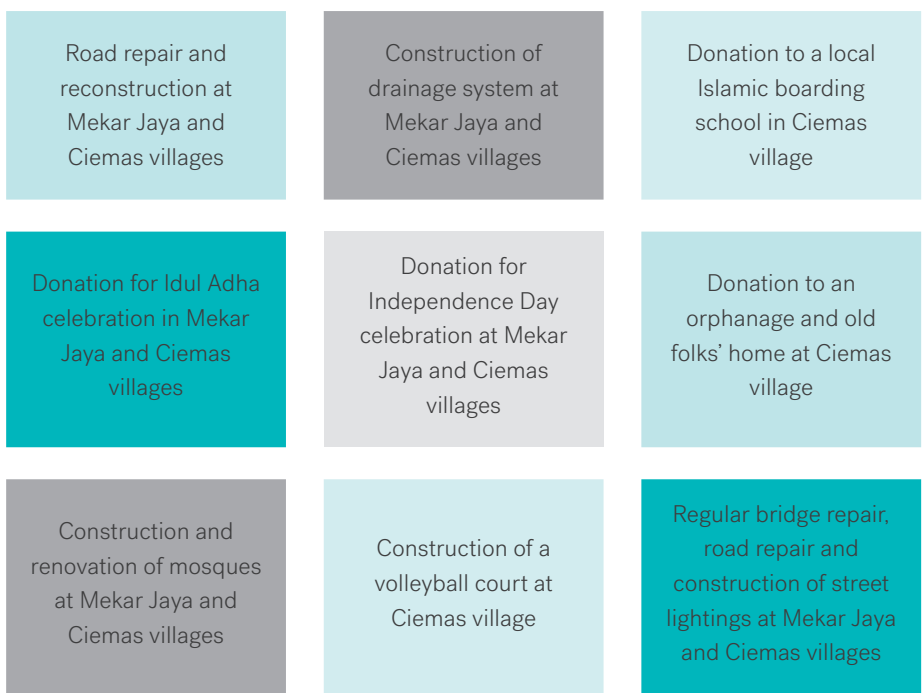 Road repair and
reconstruction at
Mekar Jaya and
Ciemas villages
Construction of
drainage system at
Mekar Jaya and
Ciemas villages
Donation to a local
Islamic boarding
school in Ciemas
village
Donation for Idul Adha
celebration in Mekar
Jaya and Ciemas
villages
Donation for
Independence Day
celebration at Mekar
Jaya and Ciemas
villages
Donation to an
orphanage and old
folks’ home at Ciemas
village
Construction and
renovation of mosques
at Mekar Jaya and
Ciemas villages
Construction of a
volleyball court at
Ciemas village
Regular bridge repair,
road repair and
construction of street
lightings at Mekar Jaya
and Ciemas villages